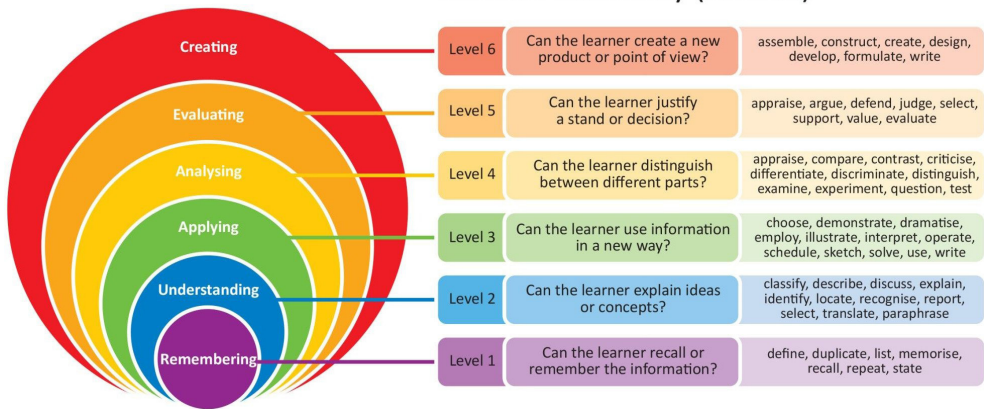 Creating
Level 6
Can the learner create a new
product or point of view?
assemble, construct, create, design,
develop, formulate, write
Evaluating
Level 5
Can the learner justify
a stand or decision?
appraise, argue, defend, judge, select,
support, value, evaluate
Analysing
Level 4
Can the learner distinguish
between different parts?
appraise, compare, contrast, criticise,
differentiate, discriminate, distinguish,
examine, experiment, question, test
Applying
Level 3
Can the learner use information
in a new way?
choose, demonstrate, dramatise,
employ, illustrate, interpret, operate,
schedule, sketch, solve, use, write
Understanding
Level 2
Can the learner explain ideas
or concepts?
classify, describe, discuss, explain,
identify, locate, recognise, report,
select, translate, paraphrase
Remembering
Level 1
Can the learner recall or
remember the information?
define, duplicate, list, memorise,
recall, repeat, state